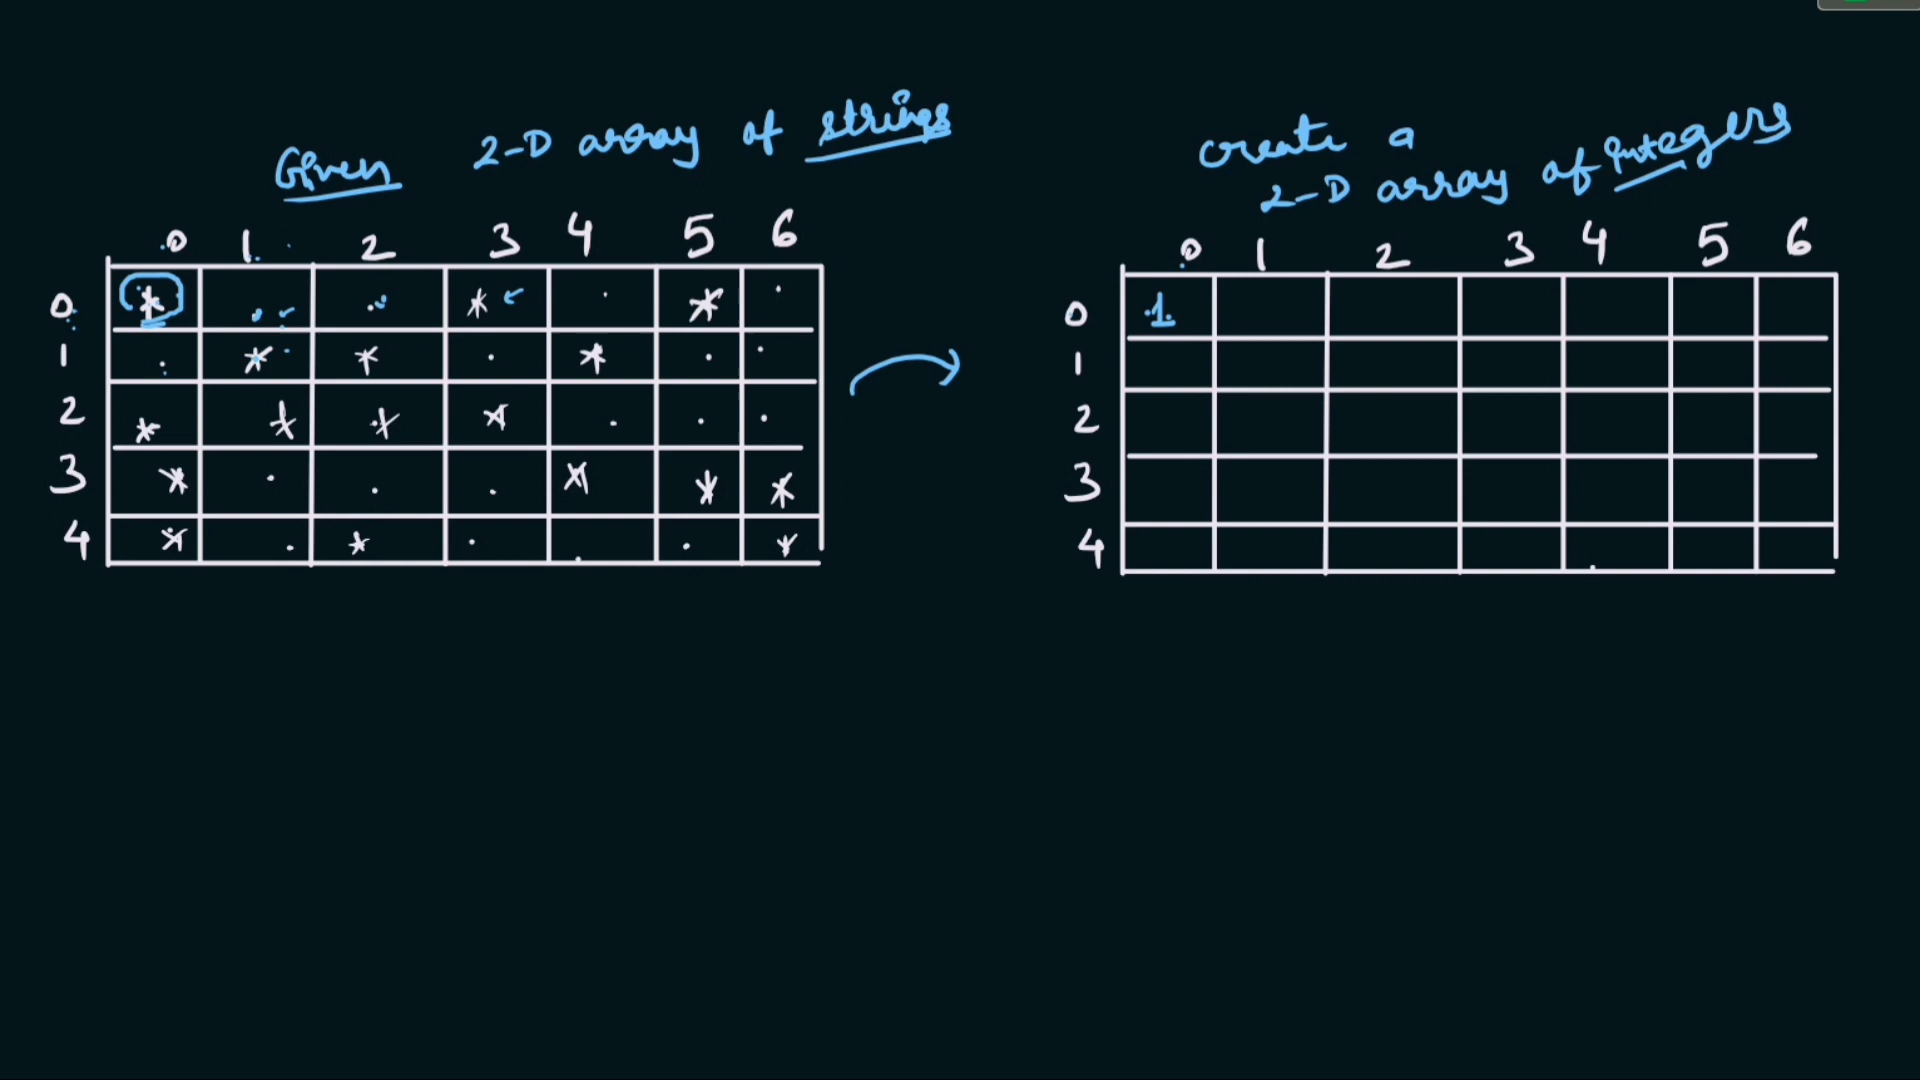 Given 2-D array of strings
create a
2-D array of integers
0 1 2 3 4 5 6
0 * . . * . * .
1 . * * . * . .
2 * * * * . . .
3 * . . . * * *
4 * . * . . . *
0 1 2 3 4 5 6
0 1
1
2
3
4